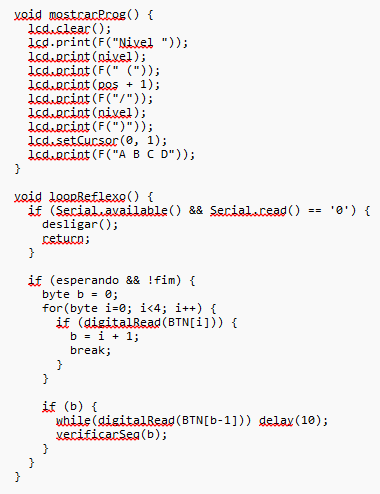 void mostrarProg() {
  lcd.clear();
  lcd.print(F("Nivel "));
  lcd.print(nivel);
  lcd.print(F(" ("));
  lcd.print(pos + 1);
  lcd.print(F("/"));
  lcd.print(nivel);
  lcd.print(F(")"));
  lcd.setCursor(0, 1);
  lcd.print(F("A B C D"));
}

void loopReflexo() {
  if (Serial.available() && Serial.read() == '0') {
    desligar();
    return;
  }

  if (esperando && !fim) {
    byte b = 0;
    for(byte i=0; i<4; i++) {
      if (digitalRead(BTN[i])) {
        b = i + 1;
        break;
      }
    }

    if (b) {
      while(digitalRead(BTN[b-1])) delay(10);
      verificarSeq(b);
    }
  }
}